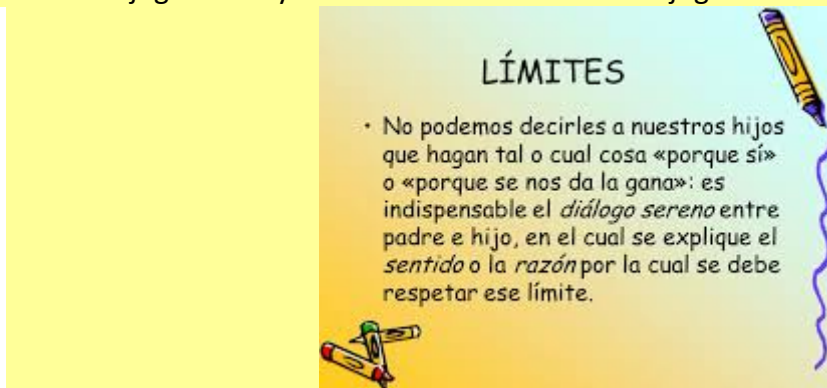 LÍMITES
• No podemos decirles a nuestros hijos
que hagan tal o cual cosa «porque sí»
o «porque se nos da la gana»: es
indispensable el diálogo sereno entre
padre e hijo, en el cual se explique el
sentido o la razón por la cual se debe
respetar ese límite.